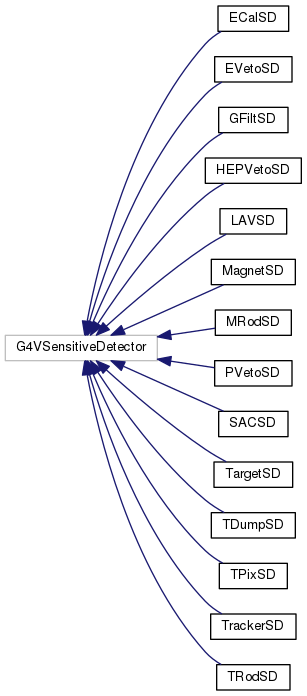 ECalSD
EVetoSD
GFiltSD
HEPVetoSD
LAVSD
MagnetSD
MRodSD
G4VSensitiveDetector
PVetoSD
SACSD
TargetSD
TDumpSD
TPixSD
TrackerSD
TRodSD